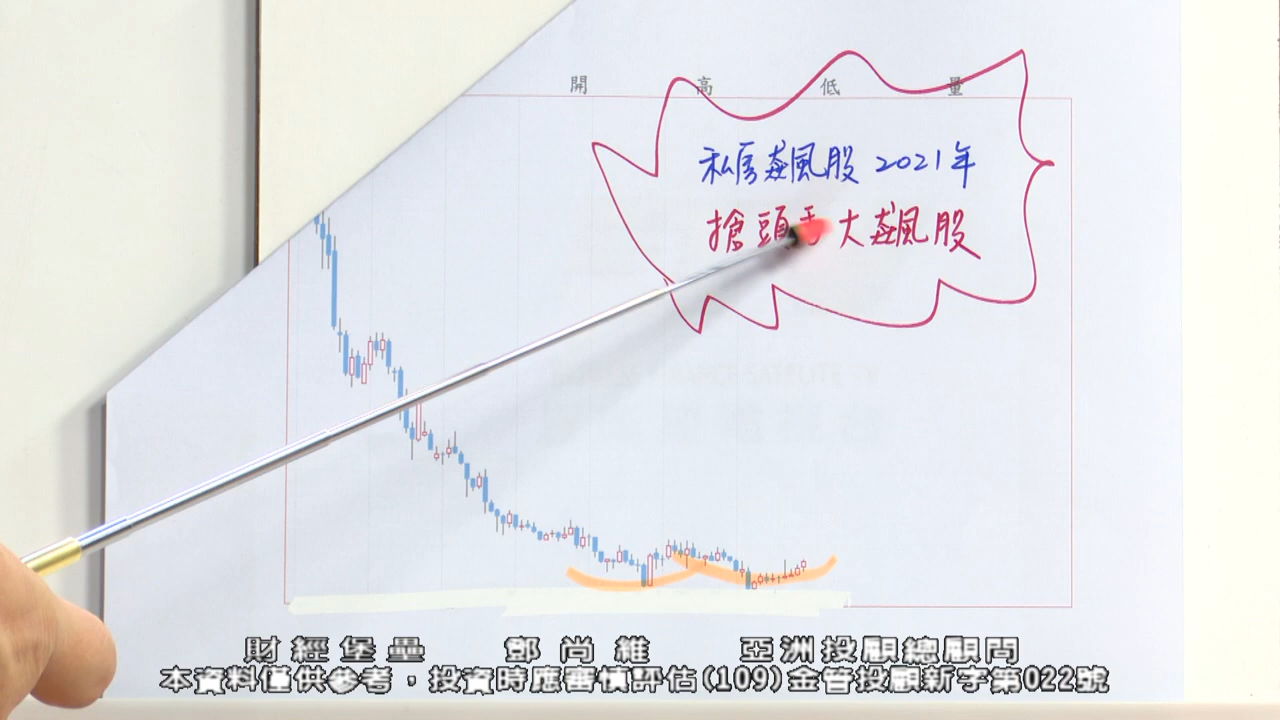 開 高 低 量
私房飆股 2021年
搶頭香大飆股
財經堡壘 鄧尚維 亞洲投顧總顧問
本資料僅供參考，投資時應審慎評估(109)金管投顧新字第022號